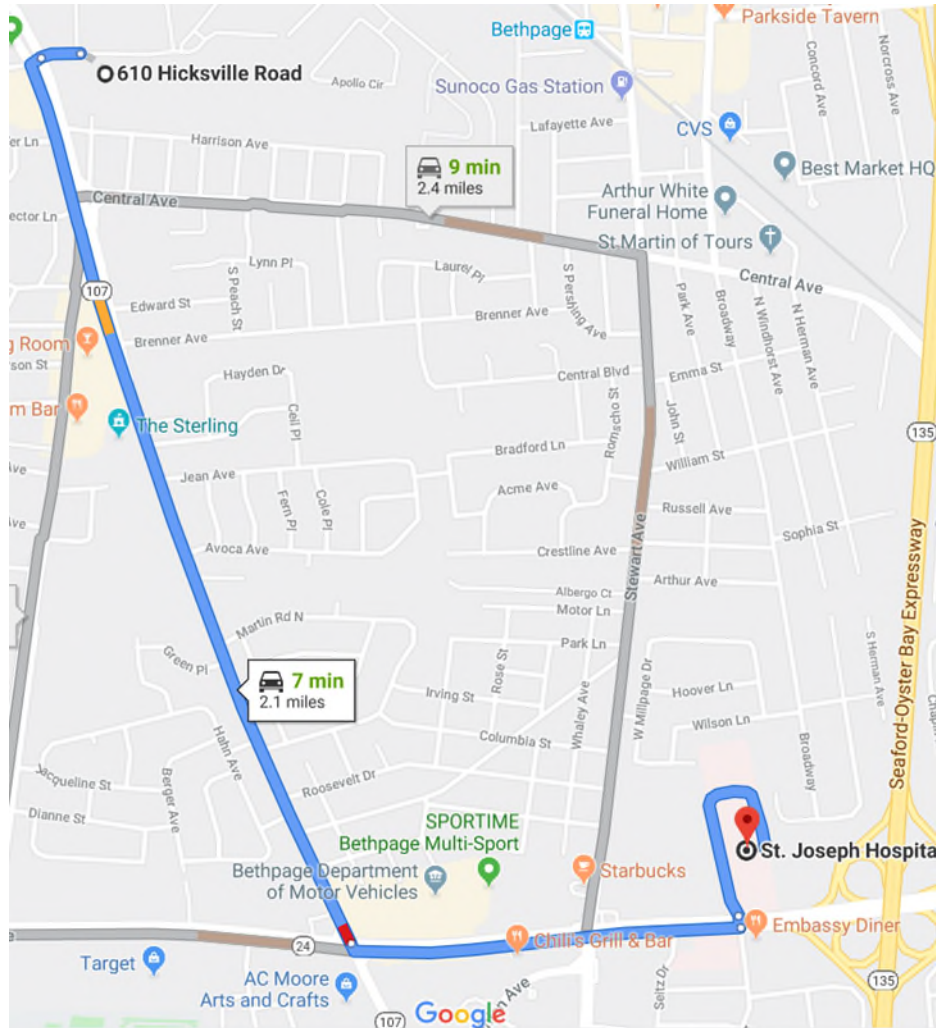 Parkside Tavern
Bethpage
610 Hicksville Road
Apollo Cir
Sunoco Gas Station
Concord Ave
Norcross Ave
Lafayette Ave
CVS
Harrison Ave
9 min
2.4 miles
Best Market HQ
Arthur White
Funeral Home
Central Ave
St.Martin of Tours
Central Ave
Lynn Pl
S Peach St
Laurel Pl
S Pershing Ave
Park Ave
Broadway
N Windhorst Ave
N Herman Ave
107
Edward St
Brenner Ave
Brenner Ave
g Room
son St
Hayden Dr
Central Blvd
Emma St
m Bar
The Sterling
Ceil Pl
Romscho St
John St
135
Bradford Ln
William St
Jean Ave
Fern Pl
Cole Pl
Acme Ave
Russell Ave
Sophia St
Avoca Ave
Crestline Ave
Stewart Ave
Arthur Ave
Albergo Ct
Motor Ln
Seaford-Oyster Bay Expressway
Martin Rd N
Park Ln
Green Pl
7 min
2.1 miles
Rose St
Irving St
Whaley Ave
W Millpage Dr
Hoover Ln
S Herman Ave
Wilson Ln
Hahn Ave
Columbia St
Broadway
Jacqueline St
Berger Ave
Roosevelt Dr
Dianne St
SPORTIME
Bethpage Multi-Sport
St. Joseph Hospita
Bethpage Department
of Motor Vehicles
Starbucks
Embassy Diner
24
Chili's Grill & Bar
Target
AC Moore
Arts and Crafts
Seitz Dr
135
107
Google